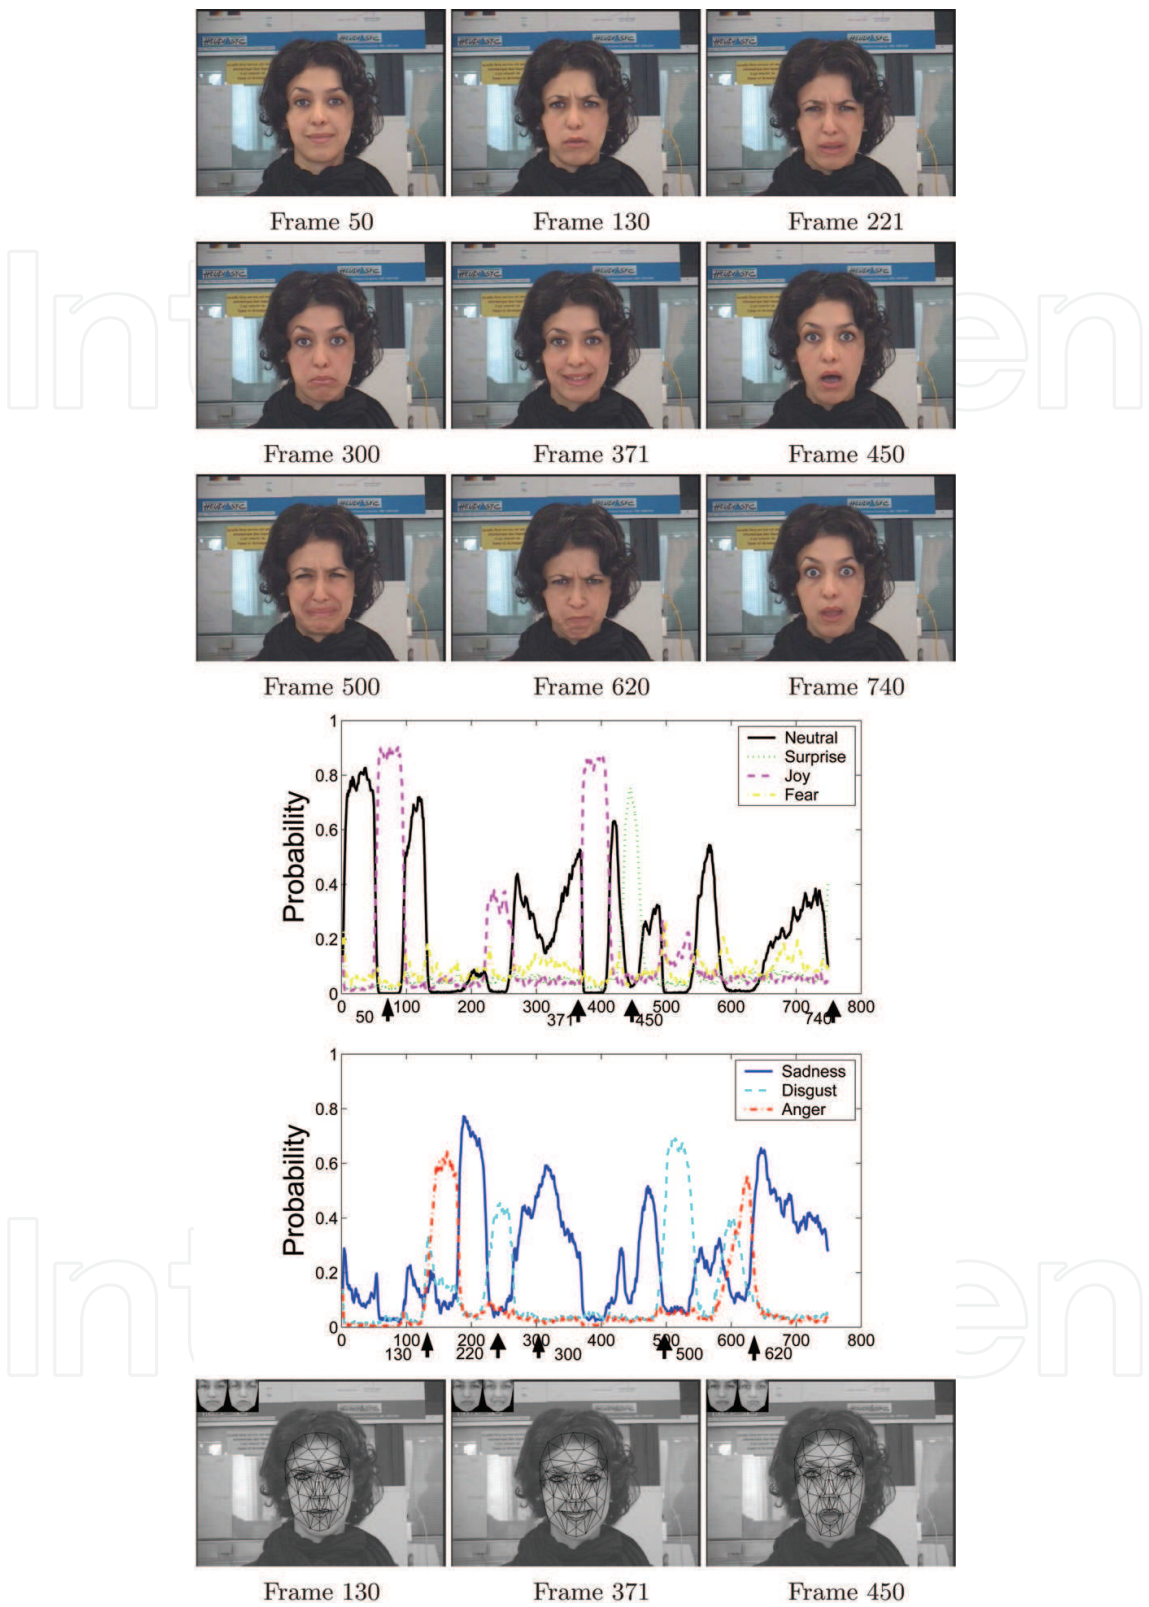 Frame 50
Frame 130
Frame 221
Frame 300
Frame 371
Frame 450
Frame 500
Frame 620
Frame 740
1
0.8
0.6
0.4
0.2
0
Probability
Neutral
Surprise
Joy
Fear
0 100 200 300 400 500 600 700 800
50 371 450 740
1
0.8
0.6
0.4
0.2
0
Probability
Sadness
Disgust
Anger
0 100 200 300 400 500 600 700 800
130 220 300 500 620
Frame 130
Frame 371
Frame 450